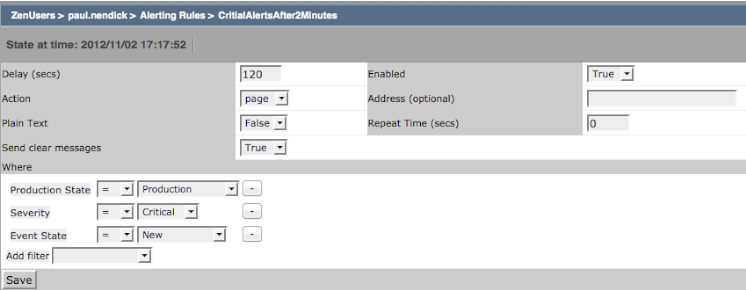 ZenUsers > paul.nendick > Alerting Rules > CritialAlertsAfter2Minutes
State at time: 2012/11/02 17:17:52
Delay (secs) 120 Enabled True
Action page Address (optional)
Plain Text False Repeat Time (secs) 0
Send clear messages True
Where
Production State = Production -
Severity = Critical -
Event State = New -
Add filter
Save